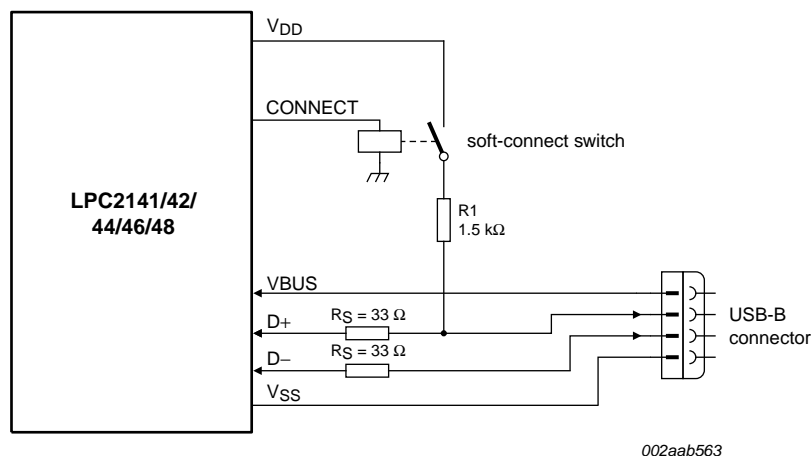 VDD
CONNECT
soft-connect switch
LPC2141/42/
44/46/48
R1
1.5 kΩ
VBUS
D+
RS = 33 Ω
USB-B
connector
D−
RS = 33 Ω
VSS
002aab563